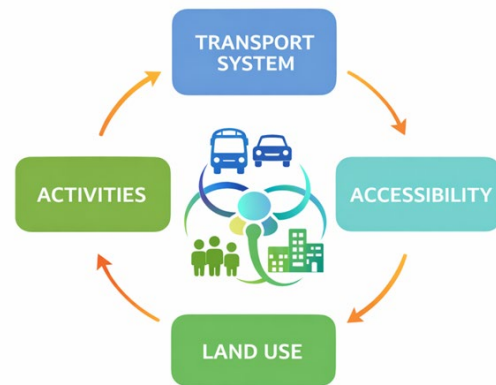 TRANSPORT
SYSTEM
ACTIVITIES
ACCESSIBILITY
LAND USE